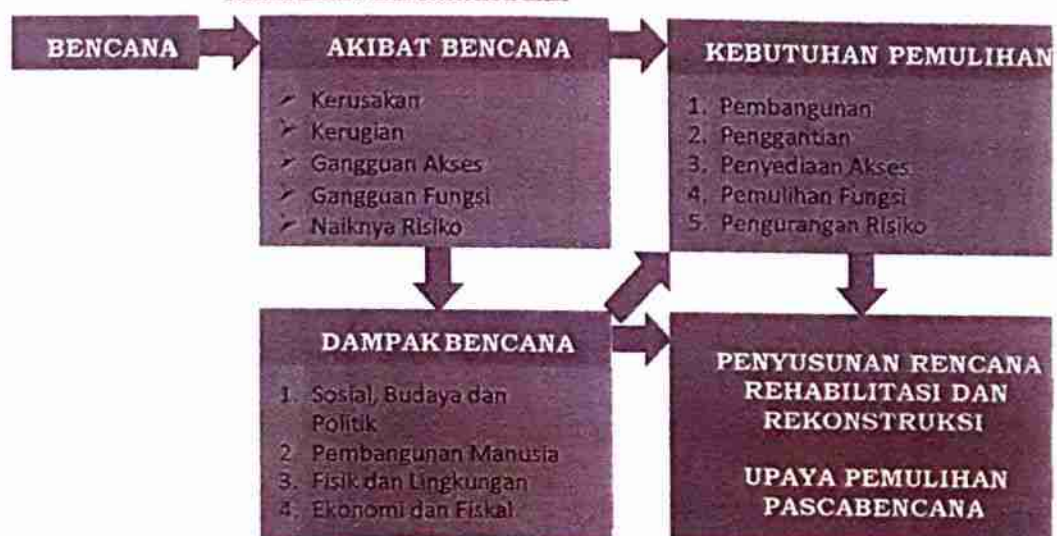 BENCANA
AKIBAT BENCANA
➤ Kerusakan
➤ Kerugian
➤ Gangguan Akses
➤ Gangguan Fungsi
➤ Naiknya Risiko
KEBUTUHAN PEMULIHAN
1. Pembangunan
2. Penggantian
3. Penyediaan Akses
4. Pemulihan Fungsi
5. Pengurangan Risiko
DAMPAK BENCANA
1. Sosial, Budaya dan
Politik
2. Pembangunan Manusia
3. Fisik dan Lingkungan
4. Ekonomi dan Fiskal
PENYUSUNAN RENCANA
REHABILITASI DAN
REKONSTRUKSI
UPAYA PEMULIHAN
PASCABENCANA